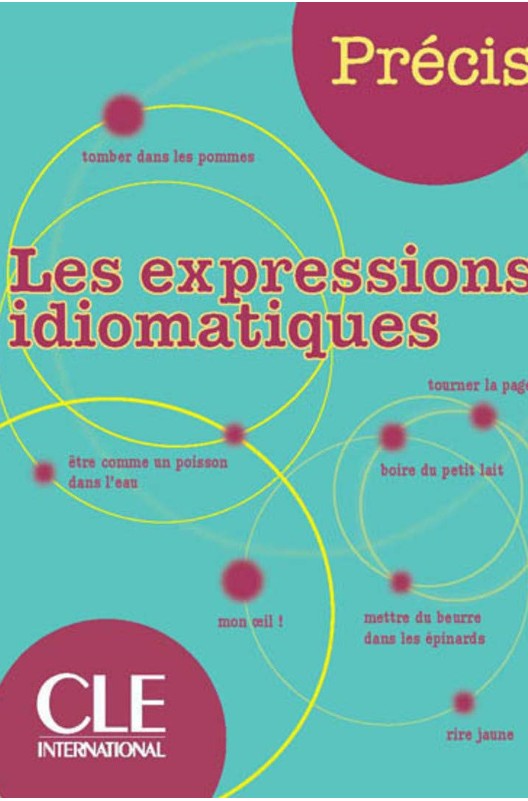 Précis
tomber dans les pommes
Les expressions
idiomatiques
tourner la page
être comme un poisson
dans l'eau
boire du petit lait
mon œil !
mettre du beurre
dans les épinards
rire jaune
CLE
INTERNATIONAL